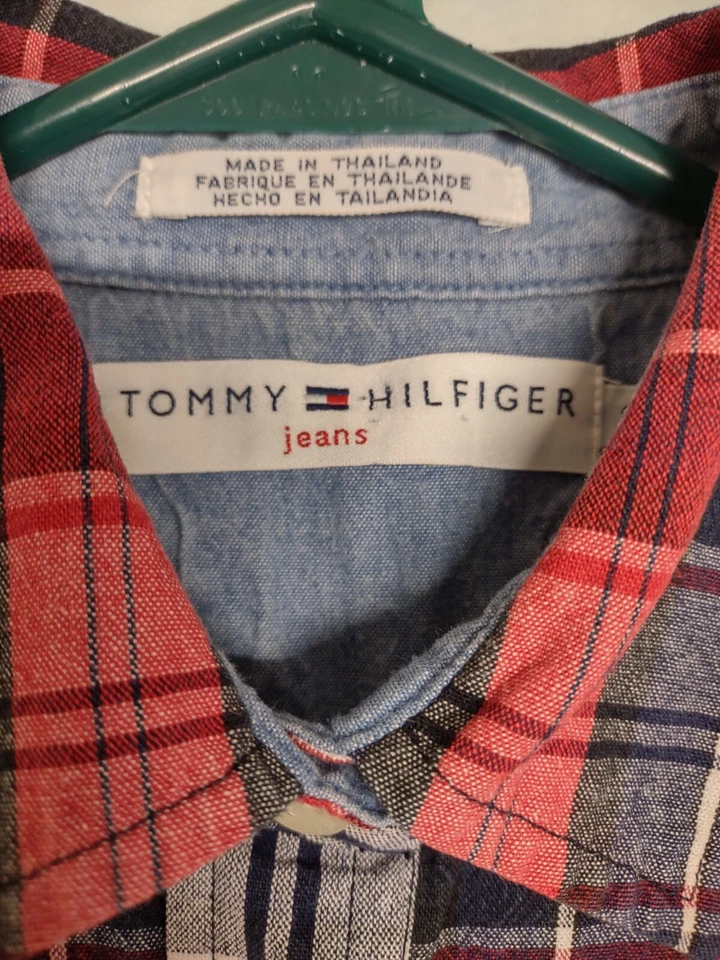 MADE IN THAILAND
FABRIQUE EN THAILANDE
HECHO EN TAILANDIA
TOMMY HILFIGER
jeans